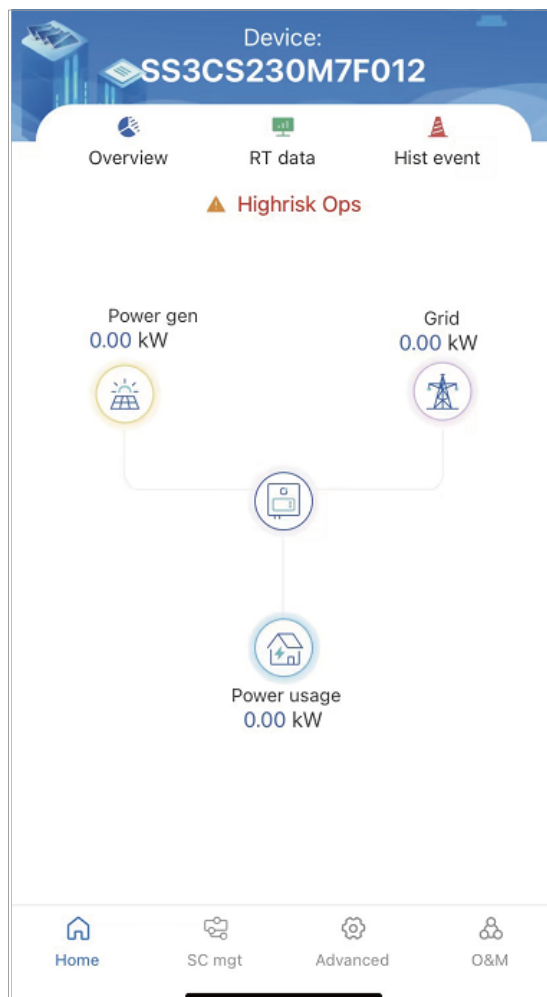 Device:
SS3CS230M7F012
Overview
RT data
Hist event
Highrisk Ops
Power gen
0.00 kW
Grid
0.00 kW
Power usage
0.00 kW
Home
SC mgt
Advanced
O&M